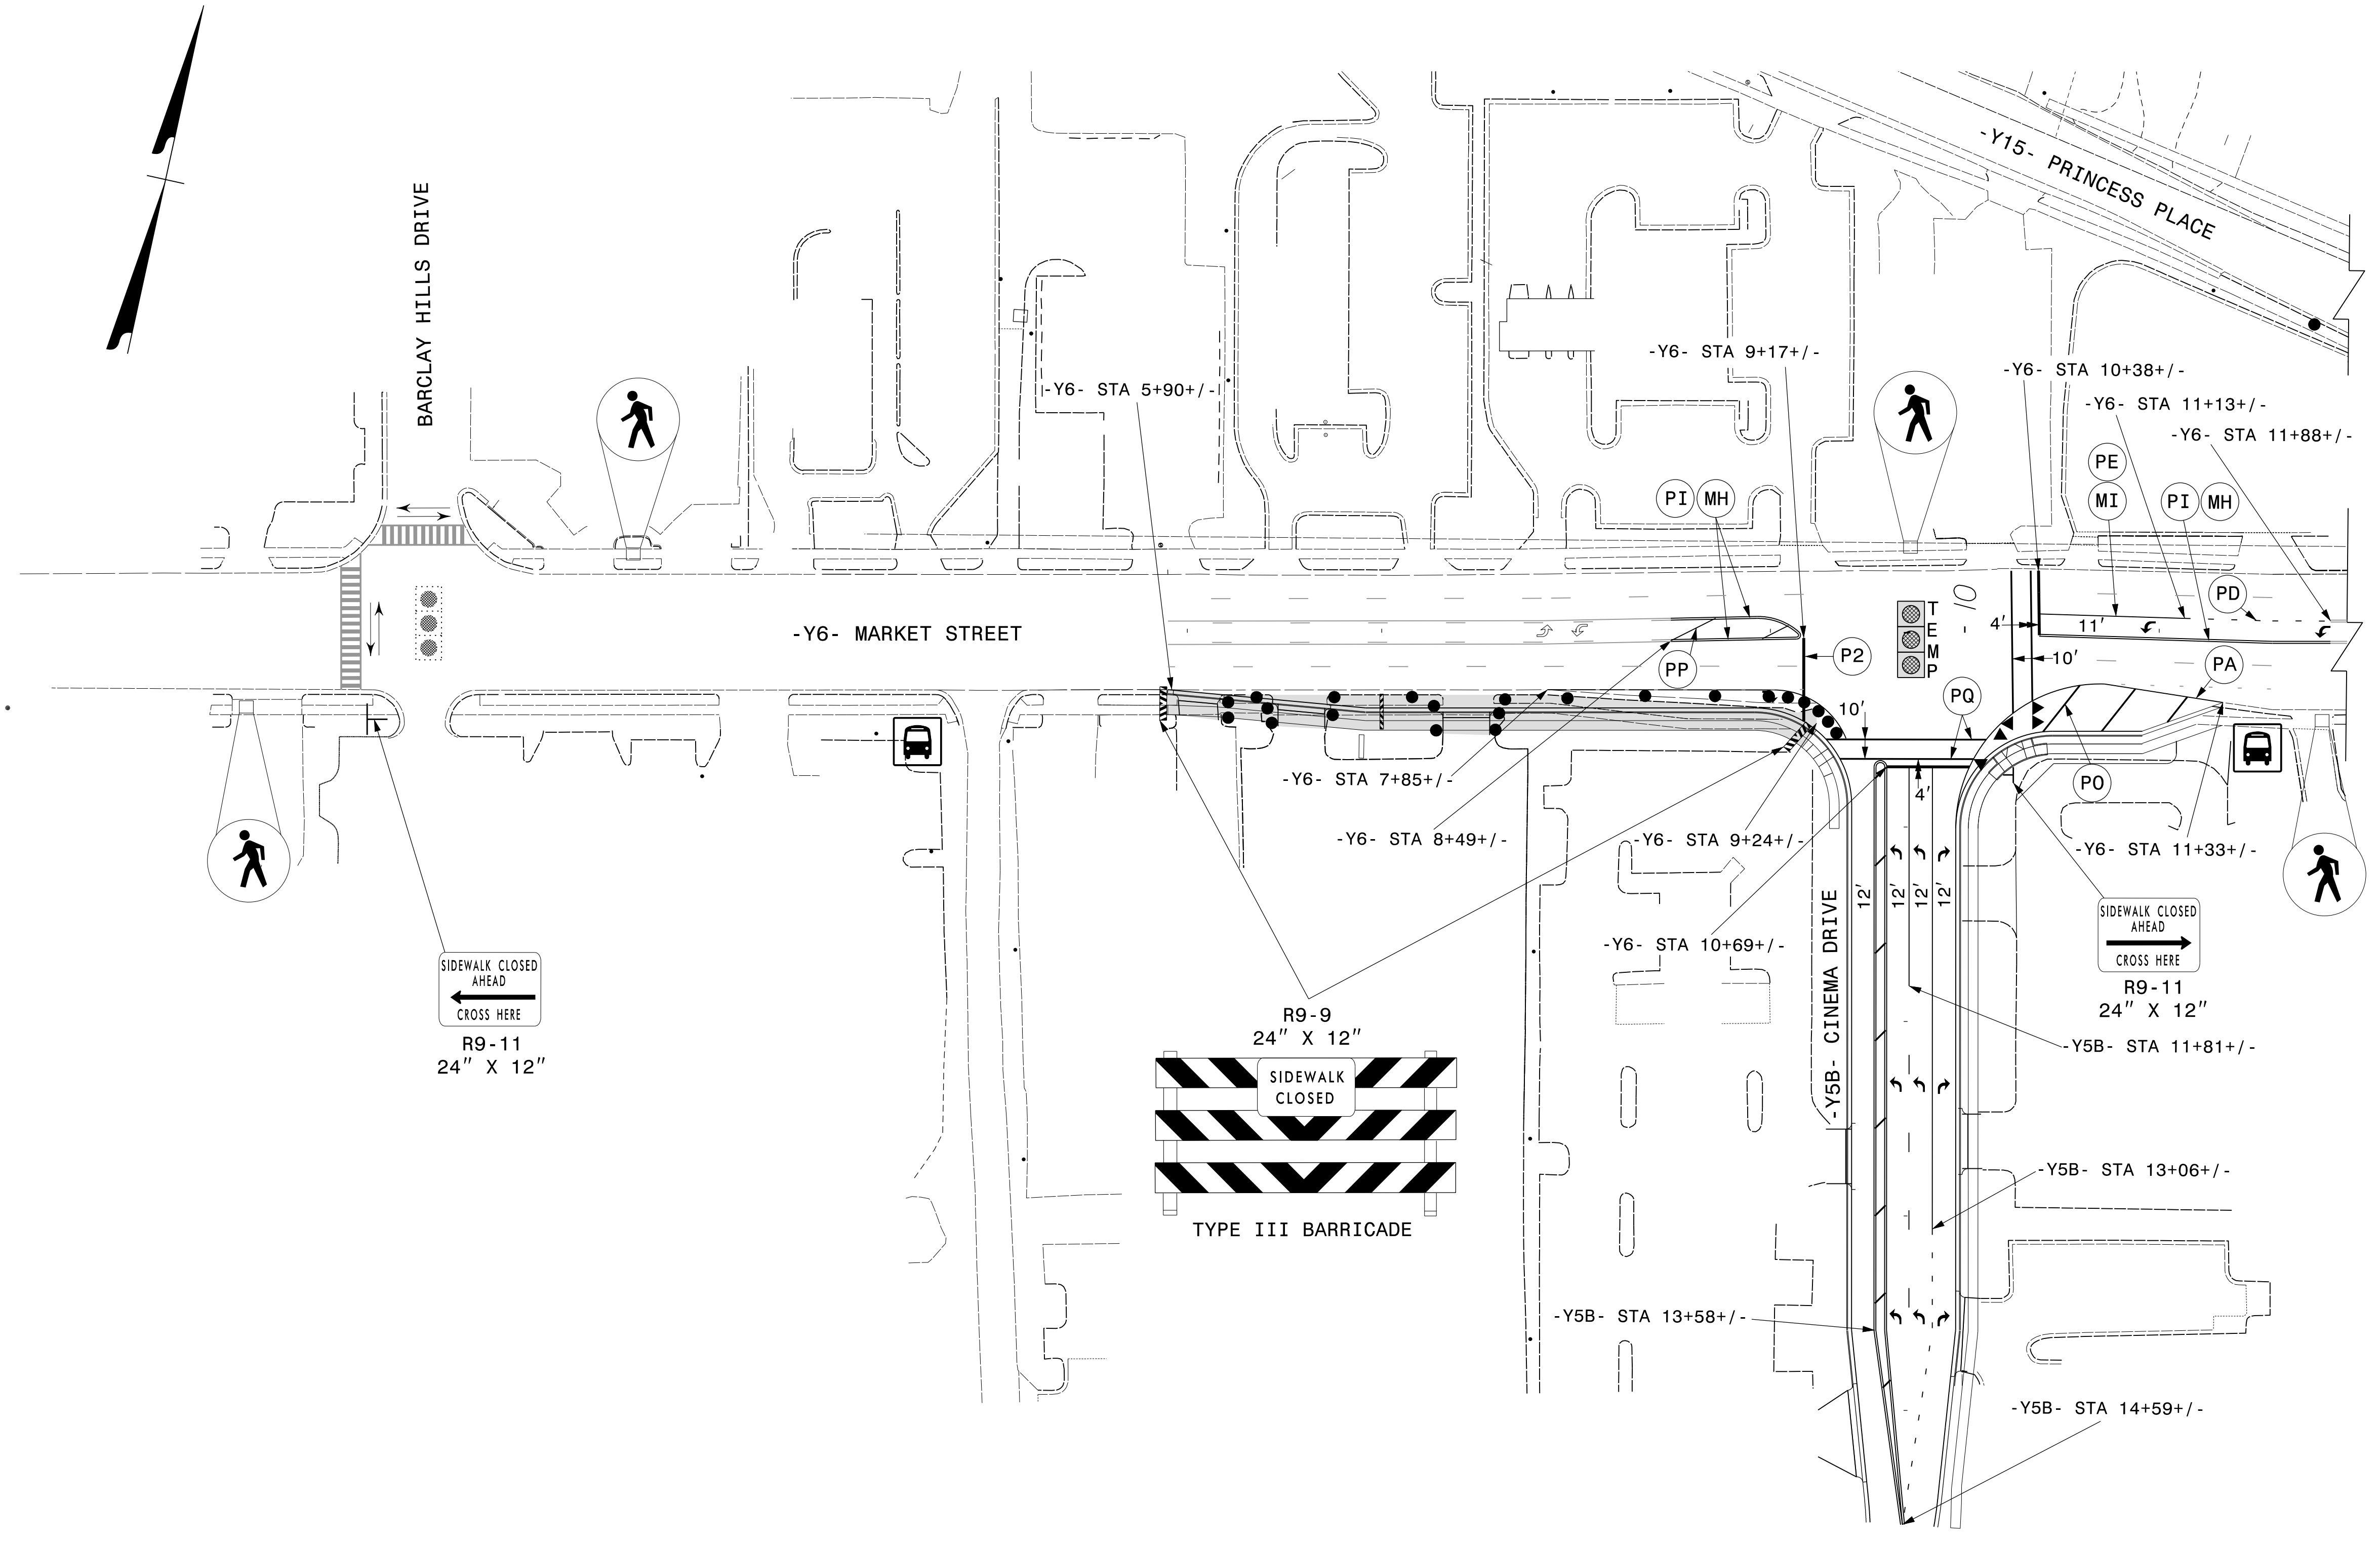 -Y15- PRINCESS PLACE
BARCLAY HILLS DRIVE
-Y6- STA 9+17+/-
-Y6- STA 10+38+/-
-Y6- STA 5+90+/-
-Y6- STA 11+13+/-
-Y6- STA 11+88+/-
PE
PI MH
MI
PI MH
PD
-Y6- MARKET STREET
TEMP
-10
4'
11'
P2
10'
PP
PA
PQ
10'
-Y6- STA 7+85+/-
4'
PO
-Y6- STA 8+49+/-
-Y6- STA 9+24+/-
-Y6- STA 11+33+/-
12'
12'
12'
12'
-Y6- STA 10+69+/-
-Y5B- CINEMA DRIVE
SIDEWALK CLOSED
AHEAD
CROSS HERE
R9-11
24" X 12"
SIDEWALK CLOSED
AHEAD
CROSS HERE
R9-11
24" X 12"
R9-9
24" X 12"
SIDEWALK
CLOSED
TYPE III BARRICADE
-Y5B- STA 11+81+/-
-Y5B- STA 13+06+/-
-Y5B- STA 13+58+/-
-Y5B- STA 14+59+/-